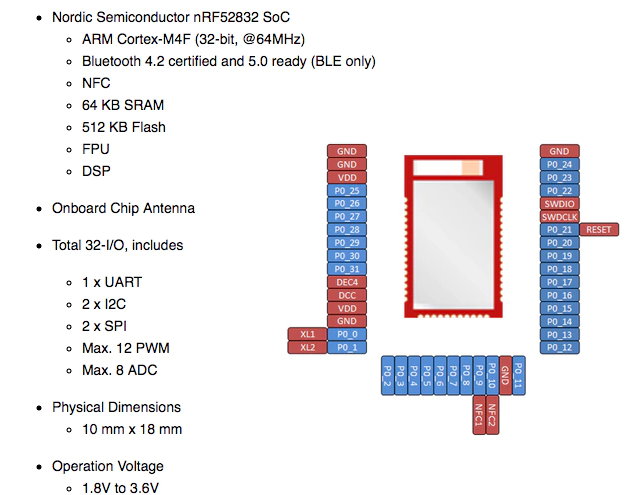 Nordic Semiconductor nRF52832 SoC
ARM Cortex-M4F (32-bit, @64MHz)
Bluetooth 4.2 certified and 5.0 ready (BLE only)
NFC
64 KB SRAM
512 KB Flash
FPU
DSP
Onboard Chip Antenna
Total 32-I/O, includes
1 x UART
2 x I2C
2 x SPI
Max. 12 PWM
Max. 8 ADC
Physical Dimensions
10 mm x 18 mm
Operation Voltage
1.8V to 3.6V
GND
GND
VDD
P0_25
P0_26
P0_27
P0_28
P0_29
P0_30
P0_31
DEC4
DCC
VDD
GND
XL1 P0_0
XL2 P0_1
P0_2
P0_3
P0_4
P0_5
P0_6
P0_7
P0_8
P0_9
P0_10
GND
P0_11
NFC1
NFC2
GND
P0_24
P0_23
P0_22
SWDIO
SWDCLK
P0_21 RESET
P0_20
P0_19
P0_18
P0_17
P0_16
P0_15
P0_14
P0_13
P0_12